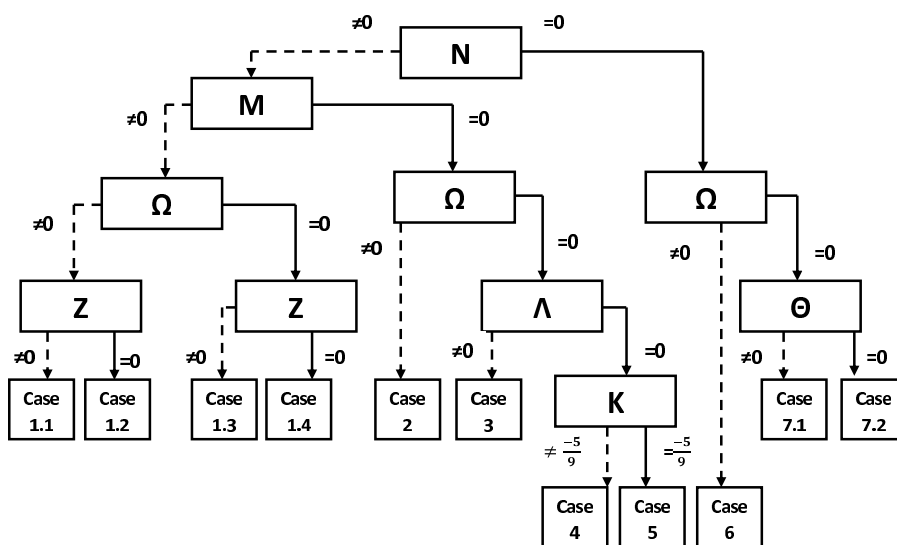 ≠0
=0
N
M
≠0
=0
Ω
Ω
Ω
≠0
=0
≠0
=0
≠0
=0
Z
Z
Λ
Θ
≠0
=0
≠0
=0
≠0
=0
≠0
=0
Case
1.1
Case
1.2
Case
1.3
Case
1.4
Case
2
Case
3
K
Case
7.1
Case
7.2
≠ -5/9
=-5/9
Case
4
Case
5
Case
6